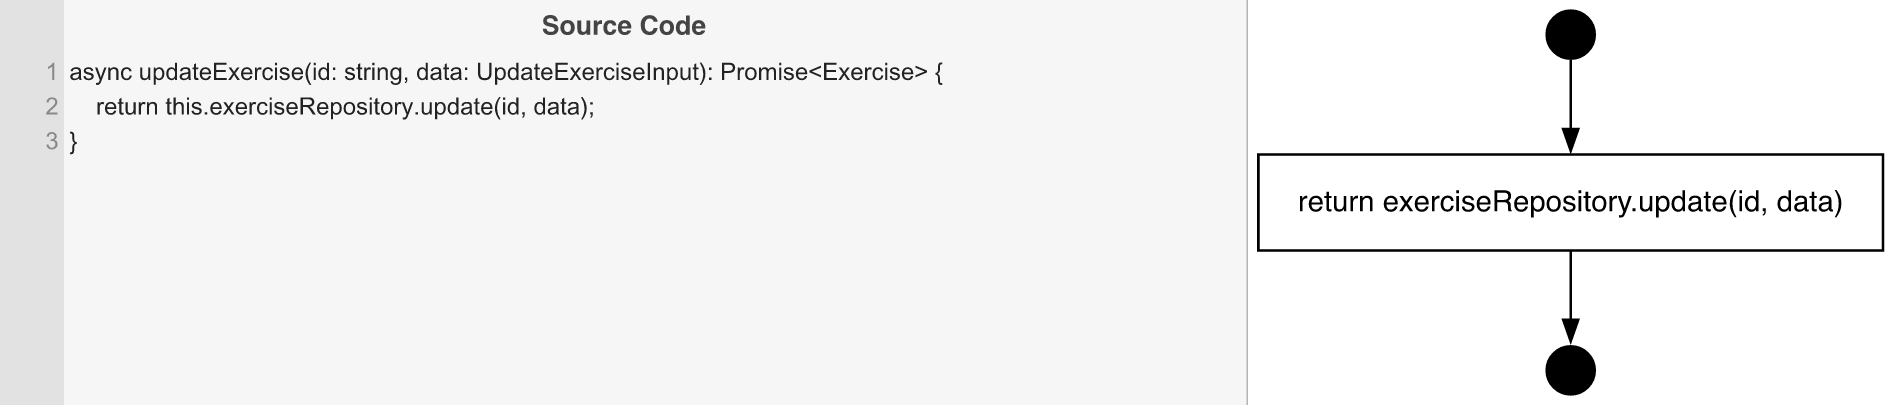 Source Code
1 async updateExercise(id: string, data: UpdateExerciseInput): Promise<Exercise> {
2 return this.exerciseRepository.update(id, data);
3 }
return exerciseRepository.update(id, data)